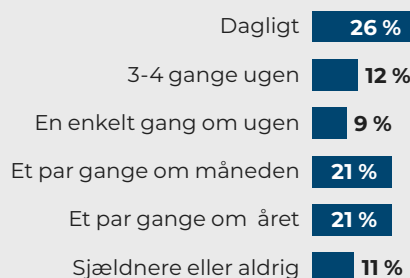 Dagligt 26 %
3-4 gange ugen 12 %
En enkelt gang om ugen 9 %
Et par gange om måneden 21 %
Et par gange om året 21 %
Sjældnere eller aldrig 11 %